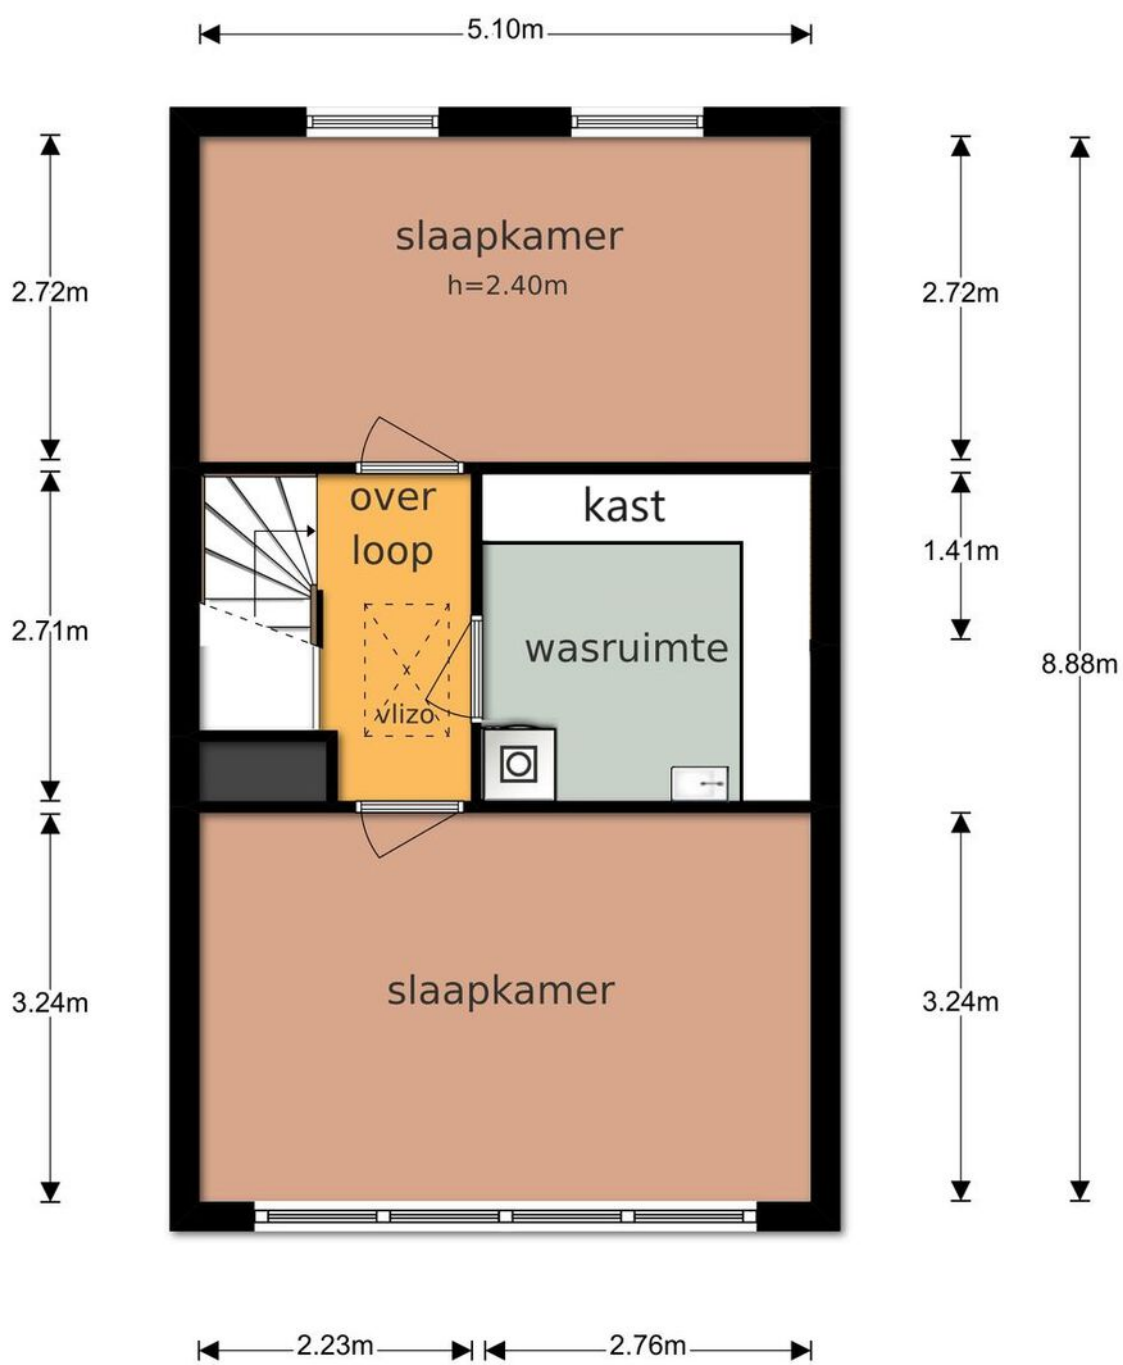 5.10m
slaapkamer
h=2.40m
2.72m
2.72m
over
loop
kast
1.41m
2.71m
wasruimte
8.88m
vlizo
slaapkamer
3.24m
3.24m
2.23m
2.76m